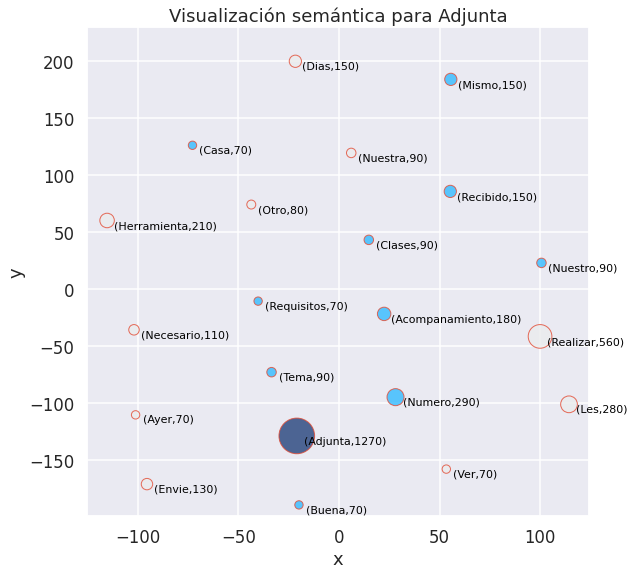 Visualización semántica para Adjunta
(Dias,150)
(Mismo,150)
(Casa,70)
(Nuestra,90)
(Recibido,150)
(Otro,80)
(Herramienta,210)
(Clases,90)
(Nuestro,90)
(Requisitos,70)
(Acompanamiento,180)
(Necesario,110)
(Realizar,560)
(Tema,90)
(Numero,290)
(Les,280)
(Ayer,70)
(Adjunta,1270)
(Ver,70)
(Envie,130)
(Buena,70)
200
150
100
50
0
−50
−100
−150
y
−100 −50 0 50 100
x